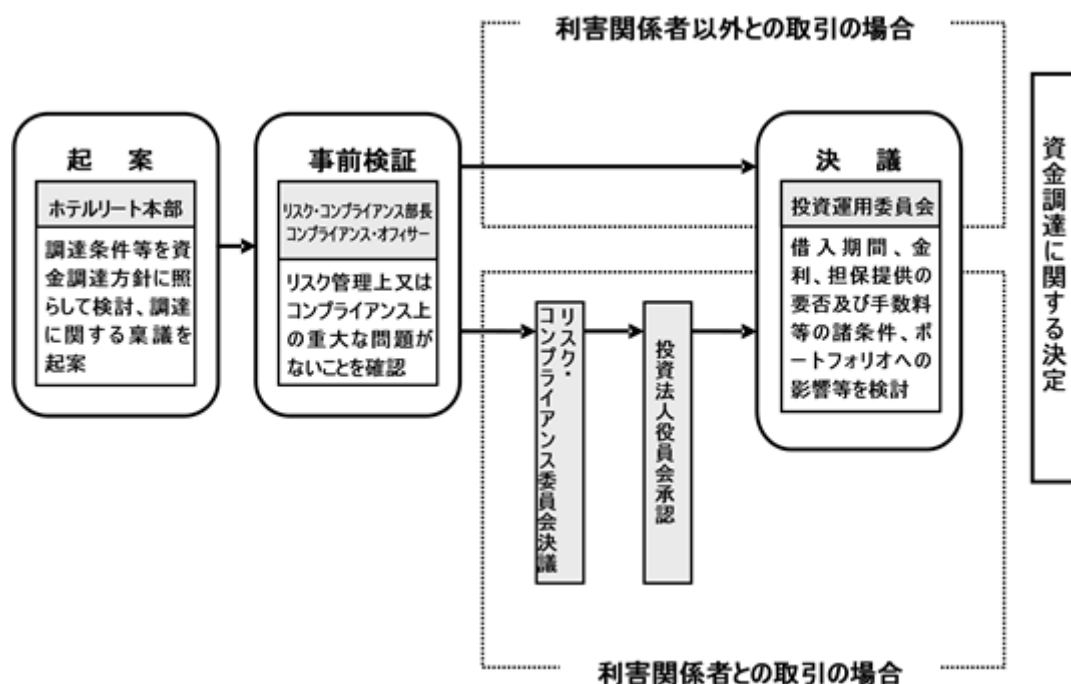 利害関係者以外との取引の場合
起　案
ホテルリート本部
調達条件等を資
金調達方針に照
らして検討、調達
に関する稟議を
起案
事前検証
リスク・コンプライアンス部長
コンプライアンス・オフィサー
リスク管理上又は
コンプライアンス上
の重大な問題が
ないことを確認
リスク・
コンプライアンス委員会決議
投資法人役員会承認
決　議
投資運用委員会
借入期間、金
利、担保提供の
要否及び手数料
等の諸条件、ポ
ートフォリオへの
影響等を検討
資金調達に関する決定
利害関係者との取引の場合